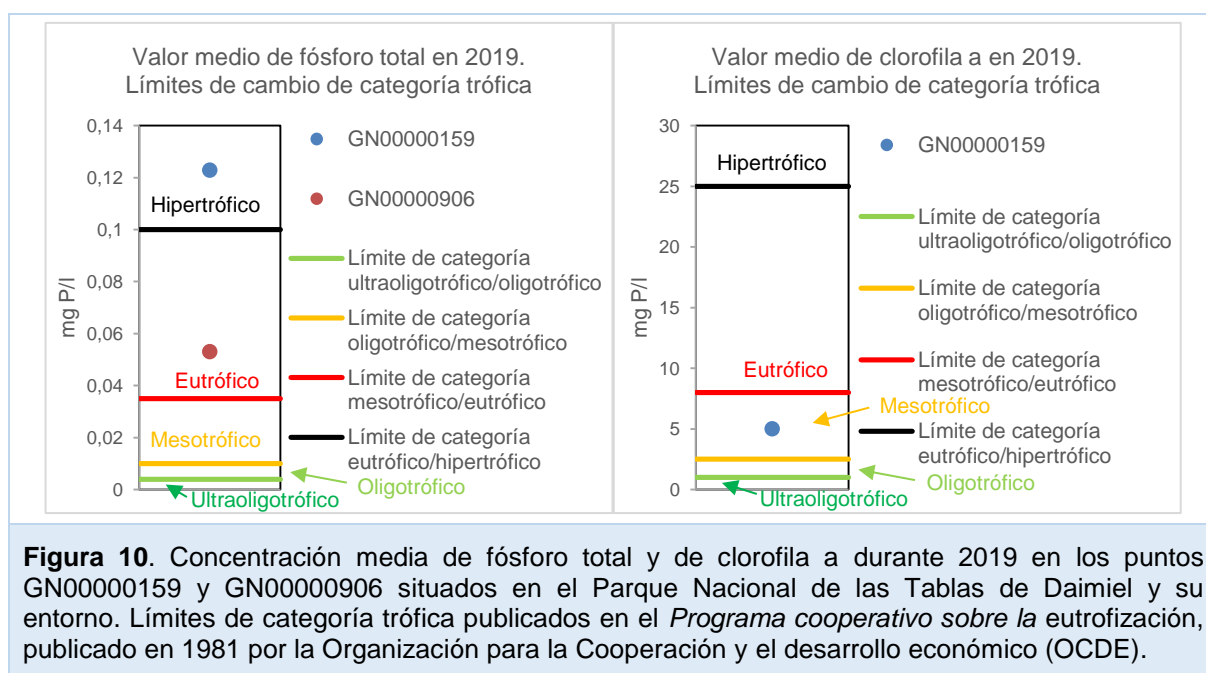 Valor medio de fósforo total en 2019.
Límites de cambio de categoría trófica
mg P/l
0,14
0,12
0,1
0,08
0,06
0,04
0,02
0
Hipertrófico
Eutrófico
Mesotrófico
Oligotrófico
Ultraoligotrófico
GN00000159
GN00000906
Límite de categoría
ultraoligotrófico/oligotrófico
Límite de categoría
oligotrófico/mesotrófico
Límite de categoría
mesotrófico/eutrófico
Límite de categoría
eutrófico/hipertrófico
Valor medio de clorofila a en 2019.
Límites de cambio de categoría trófica
mg P/l
30
25
20
15
10
5
0
Hipertrófico
Eutrófico
Mesotrófico
Oligotrófico
Ultraoligotrófico
GN00000159
Límite de categoría
ultraoligotrófico/oligotrófico
Límite de categoría
oligotrófico/mesotrófico
Límite de categoría
mesotrófico/eutrófico
Límite de categoría
eutrófico/hipertrófico
Figura 10. Concentración media de fósforo total y de clorofila a durante 2019 en los puntos
GN00000159 y GN00000906 situados en el Parque Nacional de las Tablas de Daimiel y su
entorno. Límites de categoría trófica publicados en el Programa cooperativo sobre la eutrofización,
publicado en 1981 por la Organización para la Cooperación y el desarrollo económico (OCDE).